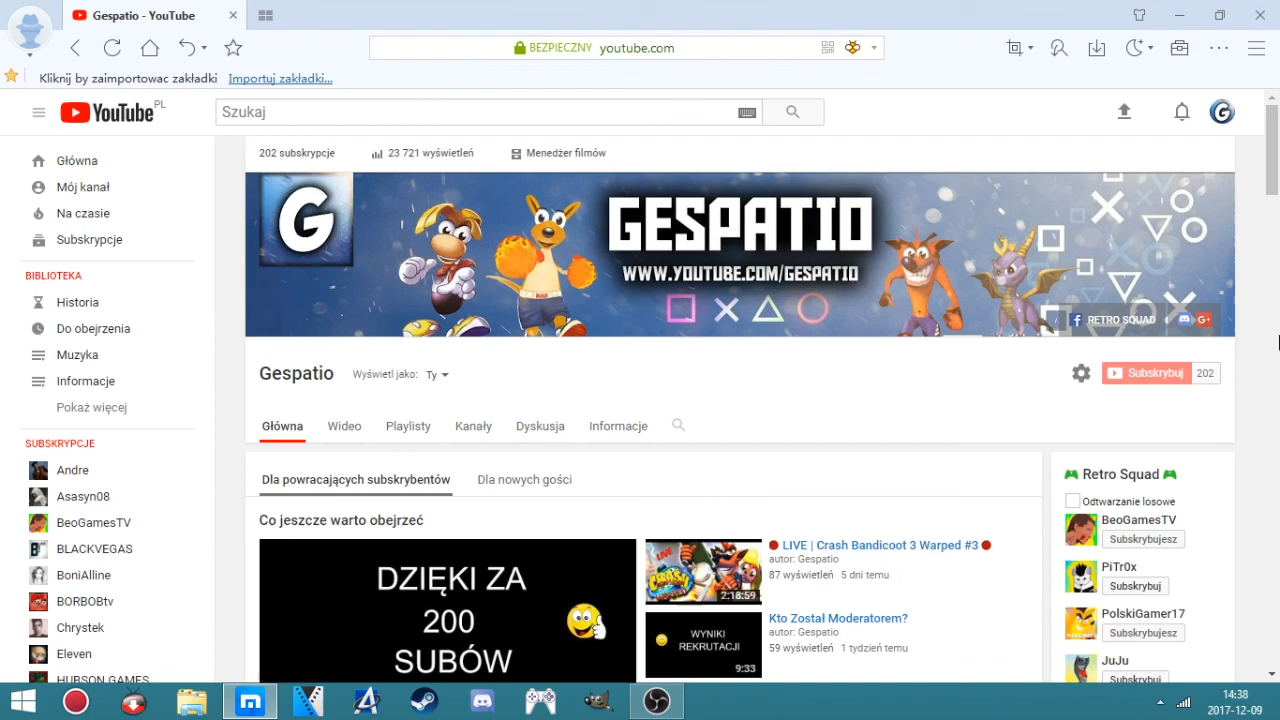 Gespatio - YouTube
BEZPIECZNY youtube.com
Kliknij by zaimportowac zakładki Importuj zakładki...
YouTube PL
Szukaj
G
Główna
Mój kanał
Na czasie
Subskrypcje
BIBLIOTEKA
Historia
Do obejrzenia
Muzyka
Informacje
Pokaż więcej
SUBSKRYPCJE
Andre
Asasyn08
BeoGamesTV
BLACKVEGAS
BoniAlline
BORBOBtv
Chrystek
Eleven
HUBSON GAMES
202 subskrypcje 23 721 wyświetleń Menedżer filmów
G
GESPATIO
WWW.YOUTUBE.COM/GESPATIO
RETRO SQUAD
G+
Gespatio Wyświetl jako: Ty
Subskrybuj 202
Główna Wideo Playlisty Kanały Dyskusja Informacje
Dla powracających subskrybentów Dla nowych gości
Co jeszcze warto obejrzeć
DZIĘKI ZA
200
SUBÓW
LIVE
2:18:59
LIVE | Crash Bandicoot 3 Warped #3
autor: Gespatio
87 wyświetleń 5 dni temu
WYNIKI
REKRUTACJI
9:33
Kto Został Moderatorem?
autor: Gespatio
59 wyświetleń 1 tydzień temu
Retro Squad
Odtwarzanie losowe
BeoGamesTV
Subskrybujesz
PiTr0x
Subskrybuj
PolskiGamer17
Subskrybujesz
JuJu
Subskrybuj
14:38
2017-12-09